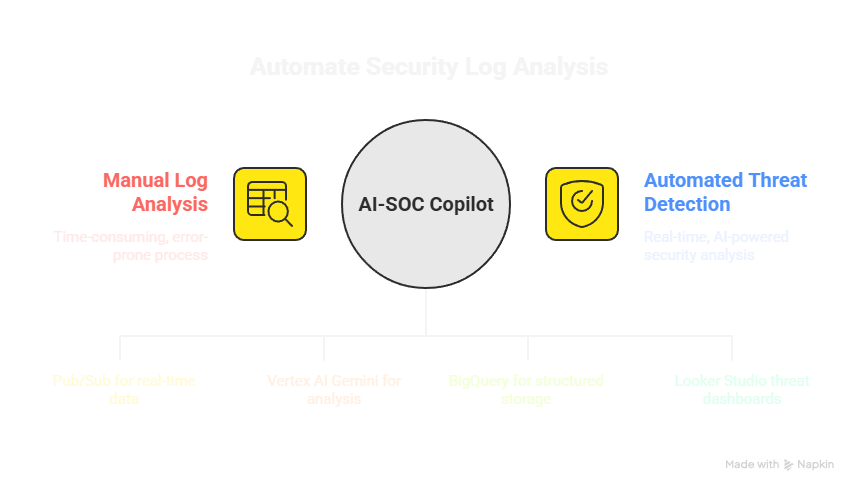 Automate Security Log Analysis
Manual Log
Analysis
Time-consuming, error-
prone process
AI-SOC Copilot
Automated Threat
Detection
Real-time, AI-powered
security analysis
Pub/Sub for real-time
data
Vertex AI Gemini for
analysis
BigQuery for structured
storage
Looker Studio threat
dashboards
Made with Napkin